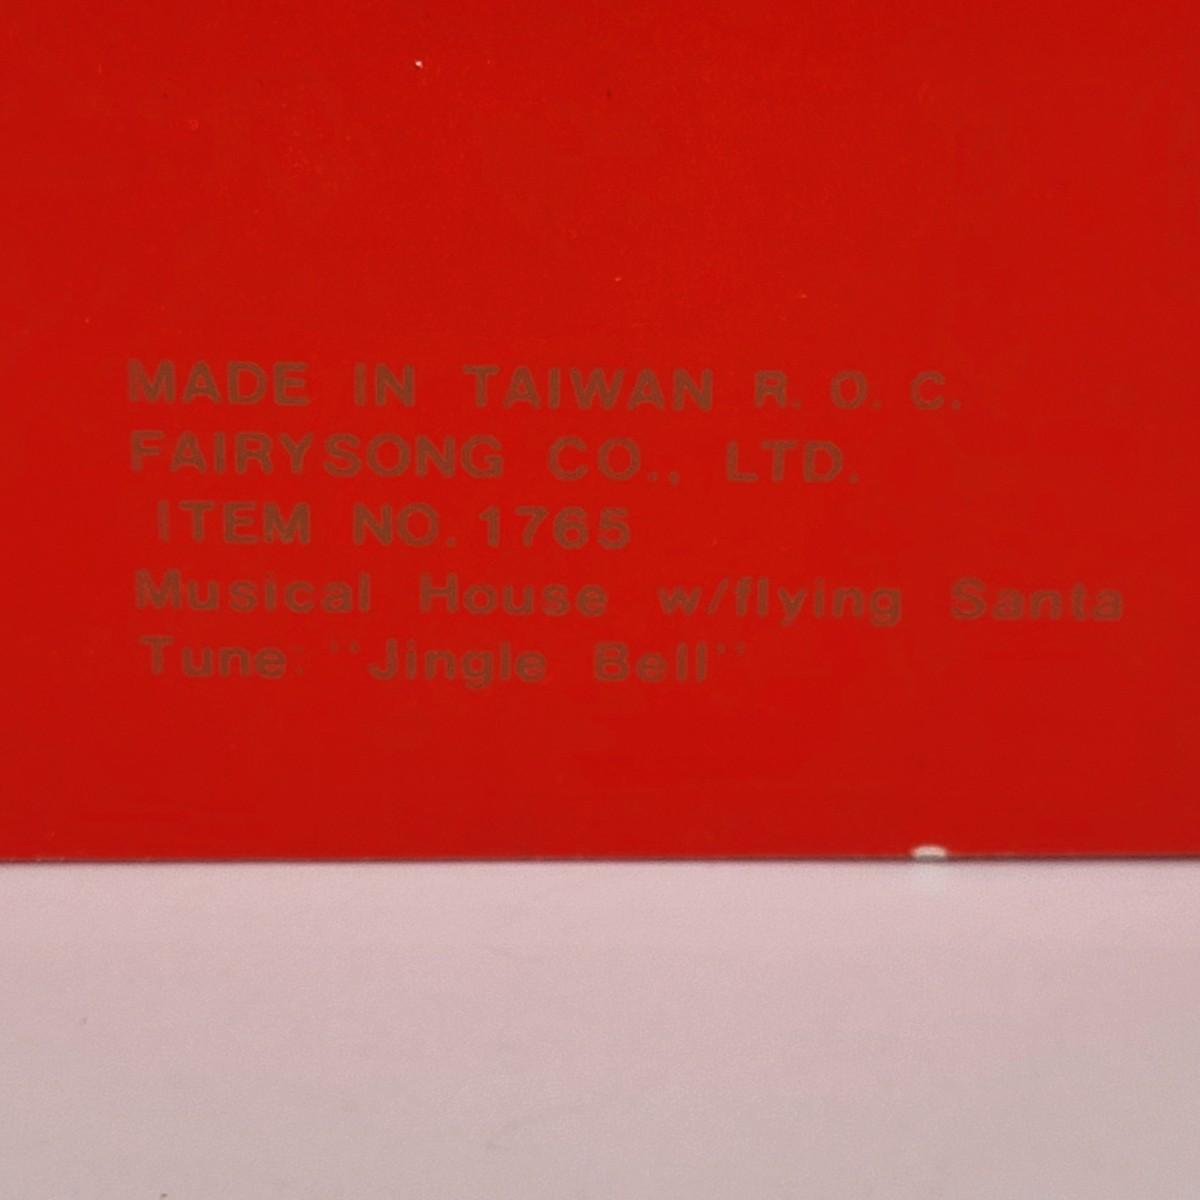 MADE IN TAIWAN R. O. C.
FAIRYSONG CO., LTD.
ITEM NO. 1765
Musical House w/flying Santa
Tune: "Jingle Bell"